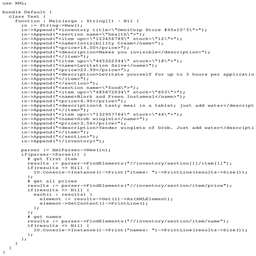 use XML;
bundle Default {
class Test {
function : Main(args : String[]) ~ Nil {
in := String->New();
in->Append("<inventory title=\"OmniCorp Store #45x10^3\">");
in->Append("<section name=\"health\">");
in->Append("<item upc=\"123456789\" stock=\"12\">");
in->Append("<name>Invisibility Cream</name>");
in->Append("<price>14.50</price>");
in->Append("<description>Makes you invisible</description>");
in->Append("</item>");
in->Append("<item upc=\"445322344\" stock=\"18\">");
in->Append("<name>Levitation Salve</name>");
in->Append("<price>23.99</price>");
in->Append("<description>Levitate yourself for up to 3 hours per applicatio
in->Append("</item>");
in->Append("</section>");
in->Append("<section name=\"food\">");
in->Append("<item upc=\"485672034\" stock=\"653\">");
in->Append("<name>Blork and Freen Instameal</name>");
in->Append("<price>4.95</price>");
in->Append("<description>A tasty meal in a tablet; just add water</descript
in->Append("</item>");
in->Append("<item upc=\"132957764\" stock=\"44\">");
in->Append("<name>Grob winglets</name>");
in->Append("<price>3.56</price>");
in->Append("<description>Tender winglets of Grob. Just add water</descripti
in->Append("</item>");
in->Append("</section>");
in->Append("</inventory>");
parser := XmlParser->New(in);
if(parser->Parse()) {
# get first item
results := parser->FindElements("//inventory/section[1]/item[1]");
if(results <> Nil) {
IO.Console->Instance()->Print("items: ")->PrintLine(results->Size());
};
# get all prices
results := parser->FindElements("//inventory/section/item/price");
if(results <> Nil) {
each(i : results) {
element := results->Get(i)->As(XMLElement);
element->GetContent()->PrintLine();
};
};
# get names
results := parser->FindElements("//inventory/section/item/name");
if(results <> Nil) {
IO.Console->Instance()->Print("names: ")->PrintLine(results->Size());
};
};
}
}
}